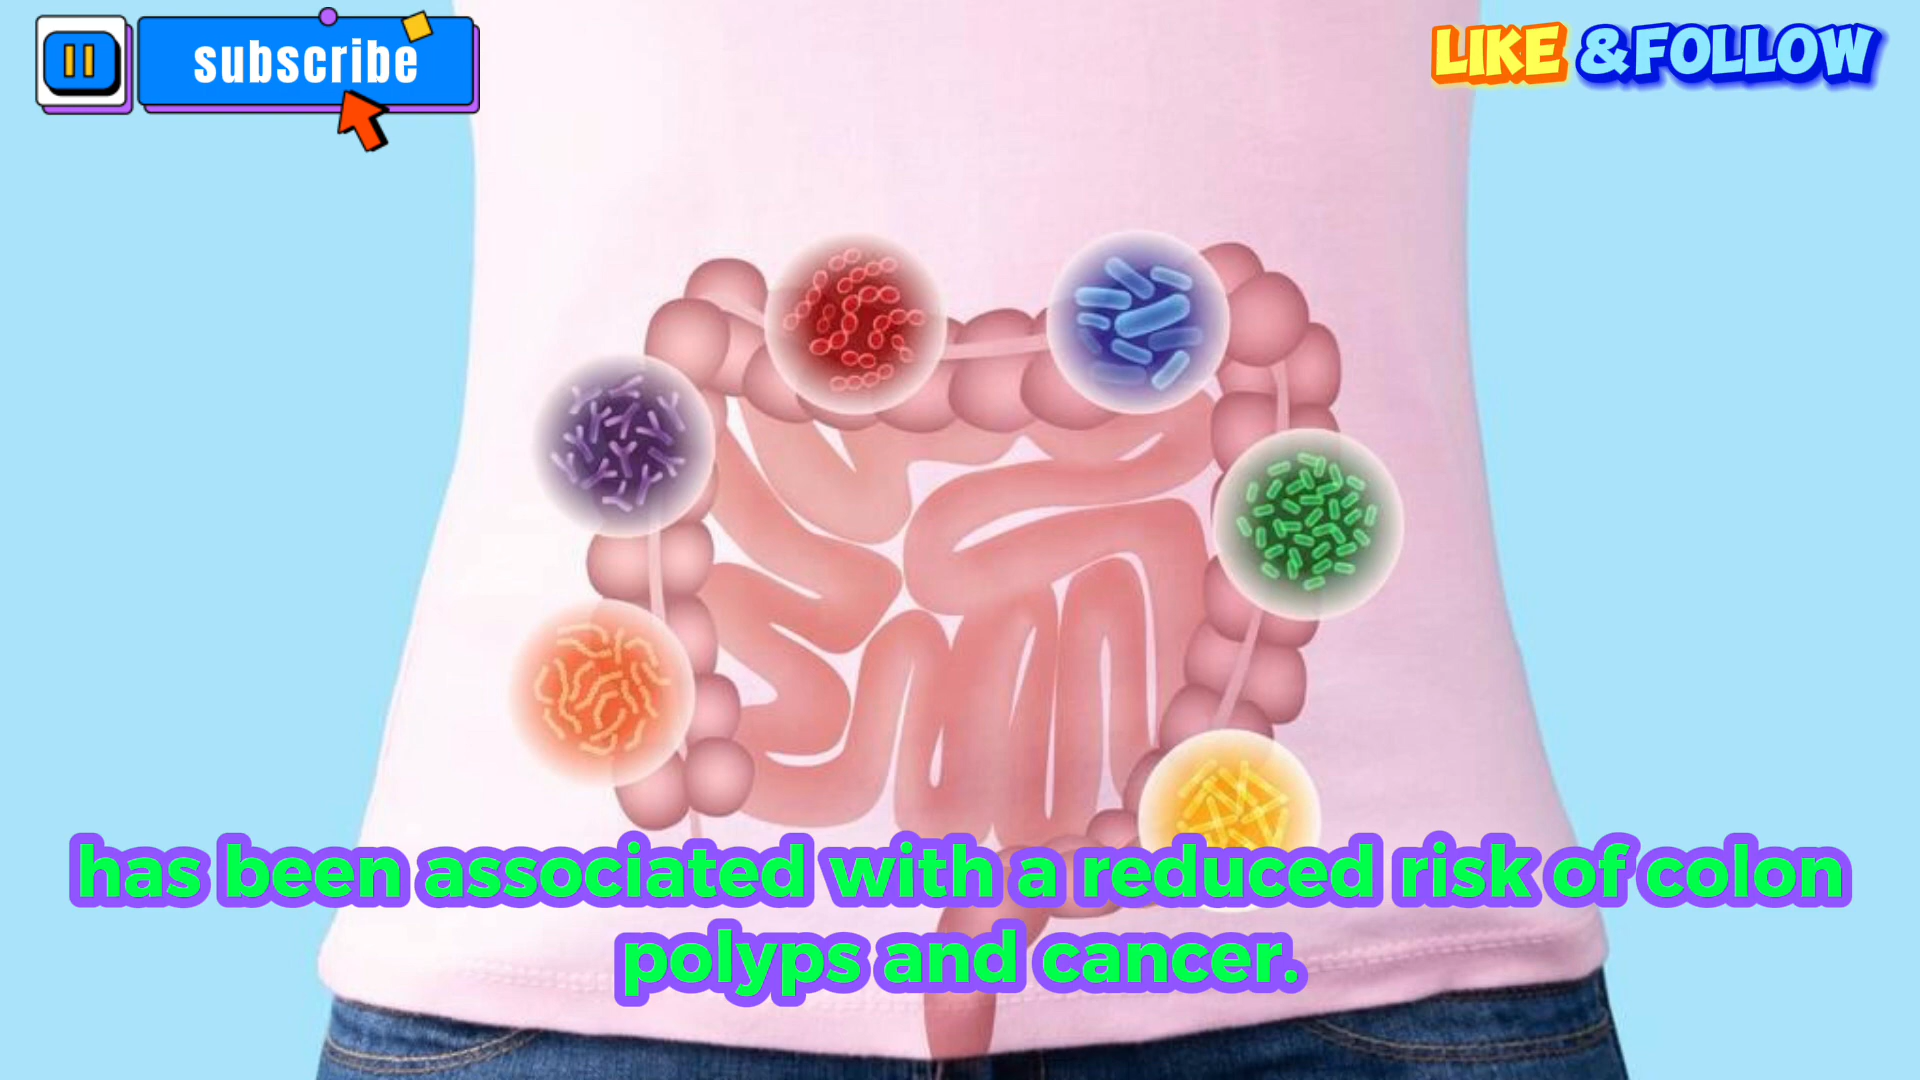 subscribe
LIKE &FOLLOW
has been associated with a reduced risk of colon
polyps and cancer.